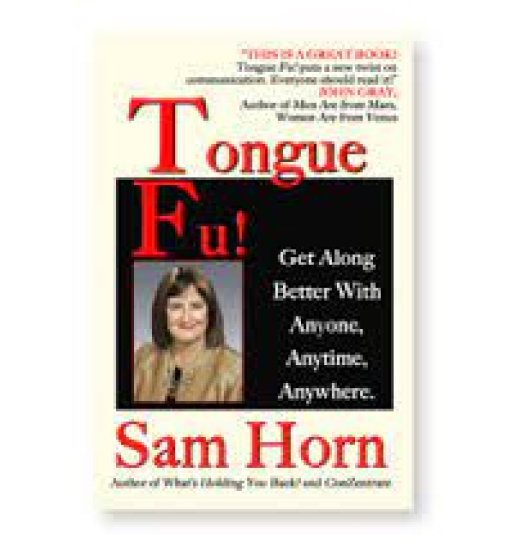 "THIS IS A GREAT BOOK!
Tongue Fu! puts a new twist on
communication. Everyone should read it!"
JOHN GRAY,
Author of Men Are from Mars,
Women Are From Venus
Tongue
Fu!
Get Along
Better With
Anyone,
Anytime,
Anywhere.
Sam Horn
Author of What's Holding You Back? and ConZentrate